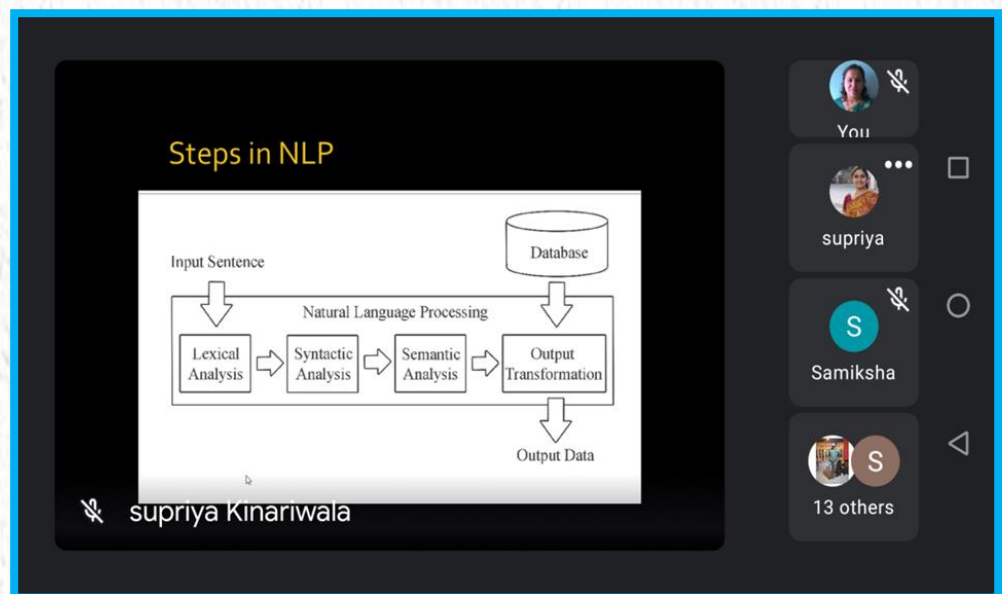 Steps in NLP
Input Sentence
Database
Natural Language Processing
Lexical
Analysis
Syntactic
Analysis
Semantic
Analysis
Output
Transformation
Output Data
supriya Kinariwala
You
supriya
S
Samiksha
S
13 others